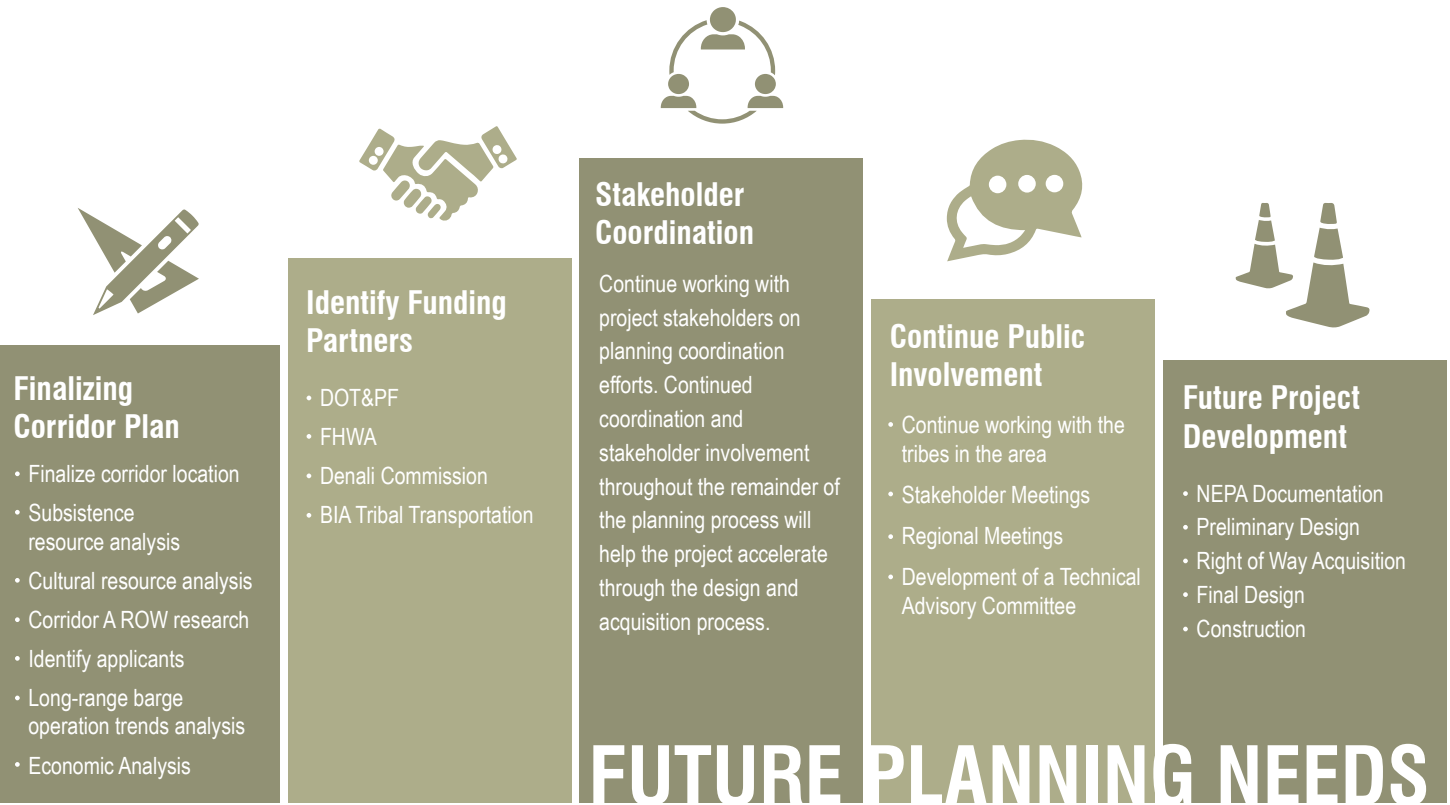 Finalizing
Corridor Plan
• Finalize corridor location
• Subsistence
resource analysis
• Cultural resource analysis
• Corridor A ROW research
• Identify applicants
• Long-range barge
operation trends analysis
• Economic Analysis
Identify Funding
Partners
• DOT&PF
• FHWA
• Denali Commission
• BIA Tribal Transportation
Stakeholder
Coordination
Continue working with
project stakeholders on
planning coordination
efforts. Continued
coordination and
stakeholder involvement
throughout the remainder of
the planning process will
help the project accelerate
through the design and
acquisition process.
Continue Public
Involvement
• Continue working with the
tribes in the area
• Stakeholder Meetings
• Regional Meetings
• Development of a Technical
Advisory Committee
Future Project
Development
• NEPA Documentation
• Preliminary Design
• Right of Way Acquisition
• Final Design
• Construction
FUTURE PLANNING NEEDS